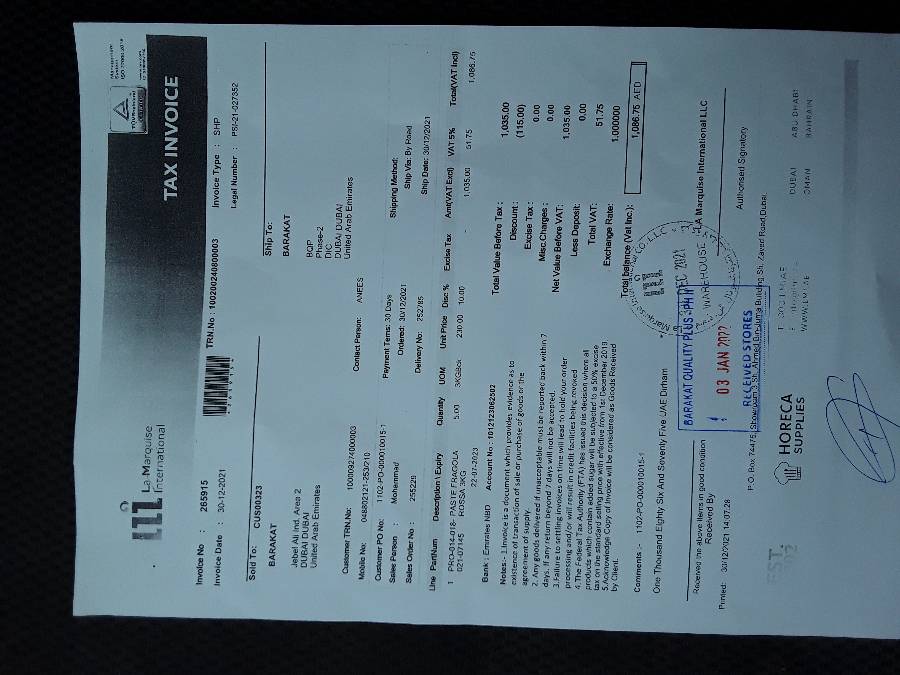 La Marquise
International
TAX INVOICE
TRN.No : 100200240800003
Invoice No : 265915
Invoice Date : 30-12-2021
Invoice Type : SHP
Legal Number : PSI-21-027352
Sold To: CUS00323
BARAKAT
Jebel Ali Ind. Area 2
DUBAI DUBAI
United Arab Emirates
Ship To:
BARAKAT
BQP
Phase-2
DIC
DUBAI DUBAI
United Arab Emirates
Customer TRN.No: 100009274000003
Mobile No: 048802121-2530/210
Contact Person: ANEES
Customer PO No: 1102-PO-000010015-1
Payment Terms: 30 Days
Shipping Method:
Sales Person : Mohammad
Ordered: 30/12/2021
Ship Via: By Road
Sales Order No : 255229
Delivery No: 252785
Ship Date: 30/12/2021
Line PartNum Description \ Expiry Quantity UOM Unit Price Disc.% Excise Tax Amt(VAT Excl) VAT 5% Total(VAT Incl)
1 PRO-014-018- PASTE FRAGOLA 5.00 3KGBck 230.00 10.00 - 1,035.00 51.75 1,086.75
021-07145 ROSSA 3KG
22-07-2023
Bank : Emirates NBD Account No : 1012123062502
Notes:- 1.Invoice is a document which provides evidence as to
existence of transaction of sale or purchase of goods or the
agreement of supply.
2. Any goods delivered if unacceptable must be reported back within 7
days. If any return beyond 7 days will not be accepted.
3.Failure to settling invoices on time will lead to hold your order
processing and/or will result in credit facilities being revoked
4.The Federal Tax Authority (FTA) has issued this decision where all
products which contain added sugar will be subjected to a 50% excise
tax on the standard selling price with effective from 1st December 2019
5.Acknowledge Copy of Invoice will be considered as Goods Received
by Client.
Total Value Before Tax : 1,035.00
Discount : (115.00)
Excise Tax : 0.00
Misc.Charges : 0.00
Net Value Before VAT: 1,035.00
Less Deposit: 0.00
Total VAT: 51.75
Exchange Rate: 1.000000
Total balance (Vat Inc.): 1,086.75 AED
Comments :- 1102-PO-000010015-1
One Thousand Eighty Six And Seventy Five UAE Dirham
DEC 2021
WAREHOUSE
BARAKAT QUALITY PLUS -PH II
03 JAN 2022
RECEIVED STORES
LA Marquise International LLC
Received the above items in good condition
Received By
Authorised Signatory
Printed: 30/12/2021 14:07:28
P.O. Box 74475, Showroom 3 Sh. Ahmed Bin Juma Building,Sh. Zayed Road,Dubai
HORECA
SUPPLIES
WWW.LM.AE
DUBAI ABU DHABI
OMAN BAHRAIN